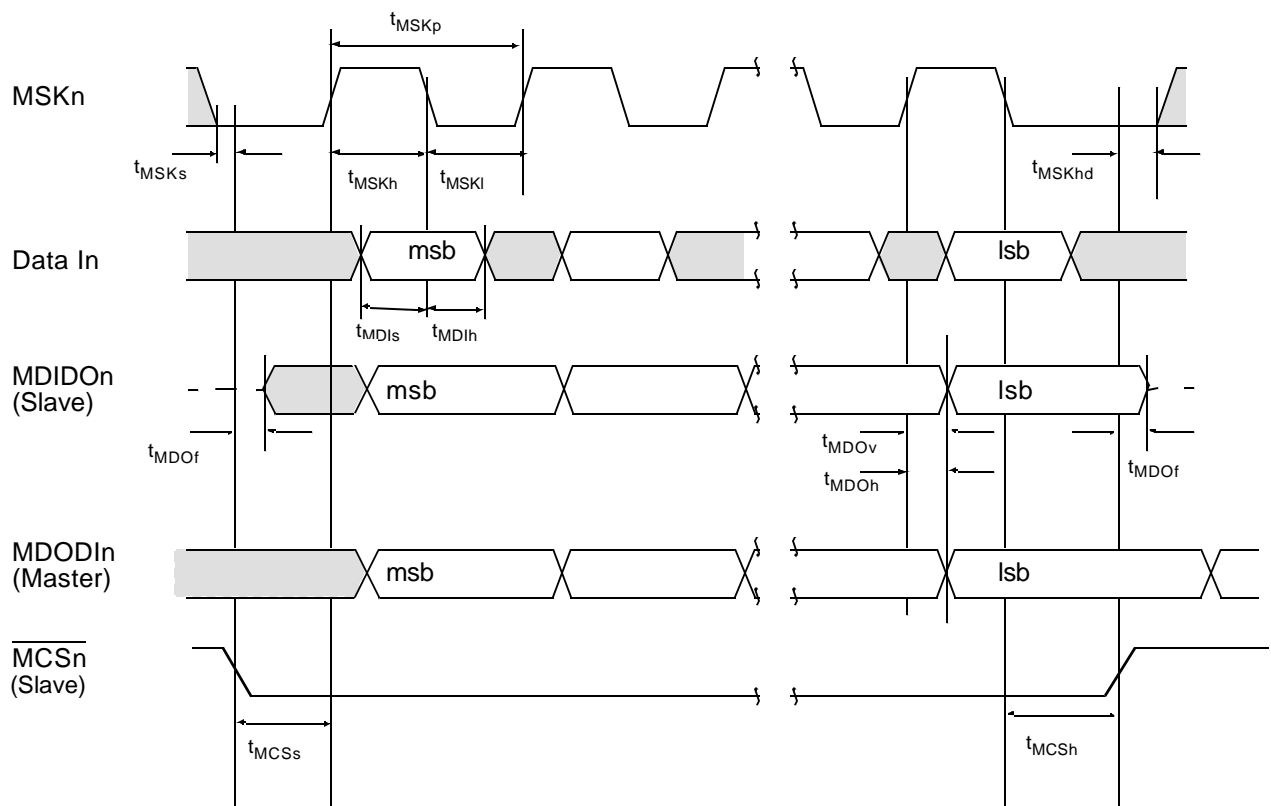 tMSKp
MSKn
tMSKs
tMSKh
tMSKl
tMSKhd
Data In
msb
lsb
tMDIs
tMDIh
MDIDOn
(Slave)
msb
lsb
tMDOf
tMDOv
tMDOh
tMDOf
MDODIn
(Master)
msb
lsb
MCSn
(Slave)
tMCSs
tMCSh